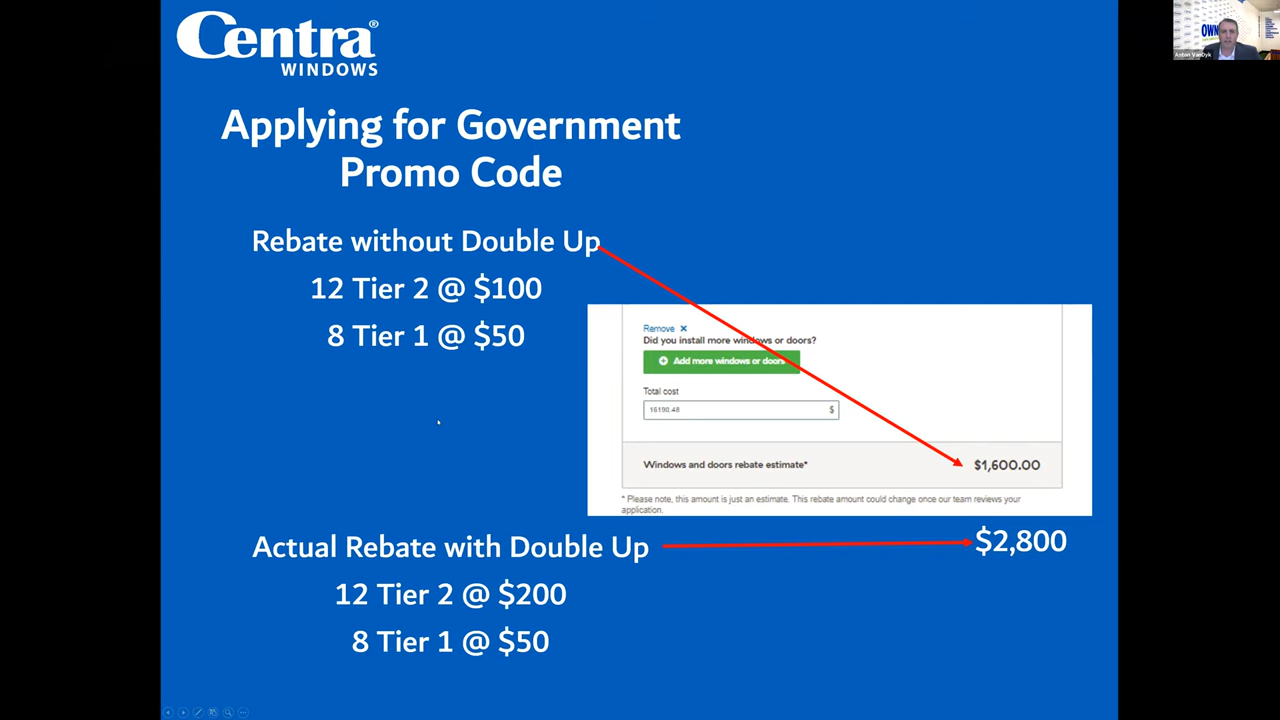 Centra®
WINDOWS
OWN
Anton VanDyk
Applying for Government
Promo Code
Rebate without Double Up
12 Tier 2 @ $100
8 Tier 1 @ $50
Remove ✕
Did you install more windows or doors?
Add more windows or doors
Total cost
16190.48 $
Windows and doors rebate estimate* $1,600.00
* Please note, this amount is just an estimate. This rebate amount could change once our team reviews your
application.
Actual Rebate with Double Up $2,800
12 Tier 2 @ $200
8 Tier 1 @ $50